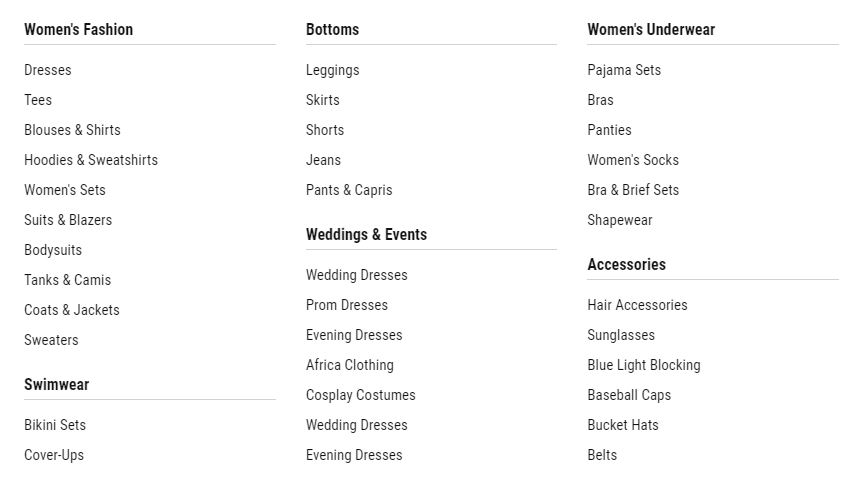 Women's Fashion
Dresses
Tees
Blouses & Shirts
Hoodies & Sweatshirts
Women's Sets
Suits & Blazers
Bodysuits
Tanks & Camis
Coats & Jackets
Sweaters
Swimwear
Bikini Sets
Cover-Ups
Bottoms
Leggings
Skirts
Shorts
Jeans
Pants & Capris
Weddings & Events
Wedding Dresses
Prom Dresses
Evening Dresses
Africa Clothing
Cosplay Costumes
Wedding Dresses
Evening Dresses
Women's Underwear
Pajama Sets
Bras
Panties
Women's Socks
Bra & Brief Sets
Shapewear
Accessories
Hair Accessories
Sunglasses
Blue Light Blocking
Baseball Caps
Bucket Hats
Belts